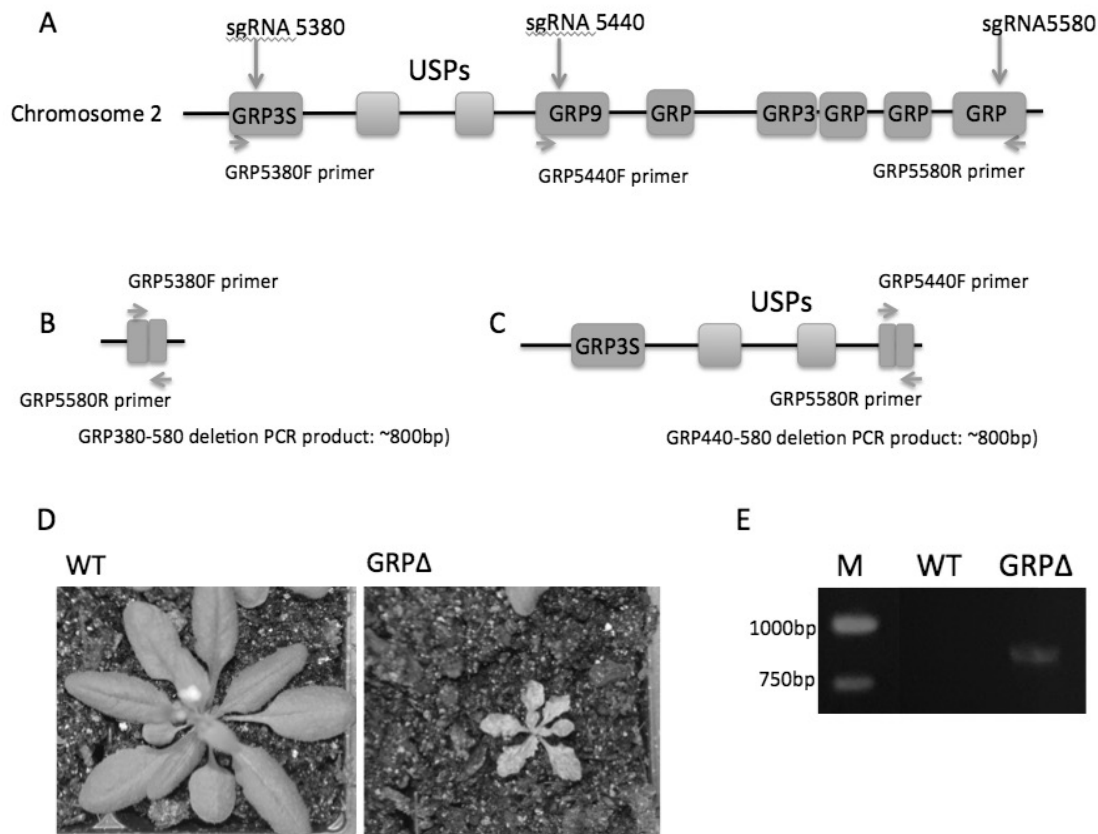 A
sgRNA 5380
sgRNA 5440
sgRNA5580
USPs
Chromosome 2
GRP3S
GRP9
GRP
GRP3
GRP
GRP
GRP
GRP5380F primer
GRP5440F primer
GRP5580R primer
B
GRP5380F primer
GRP5580R primer
GRP380-580 deletion PCR product: ~800bp)
C
USPs
GRP5440F primer
GRP3S
GRP5580R primer
GRP440-580 deletion PCR product: ~800bp)
D
WT
GRPΔ
E
M
WT
GRPΔ
1000bp
750bp